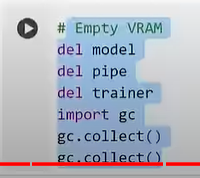 # Empty VRAM
del model
del pipe
del trainer
import gc
gc.collect()
gc.collect()